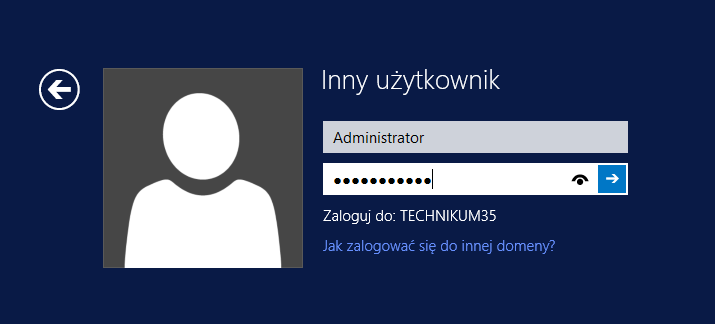 Inny użytkownik
Administrator
●●●●●●●●●●●
Zaloguj do: TECHNIKUM35
Jak zalogować się do innej domeny?